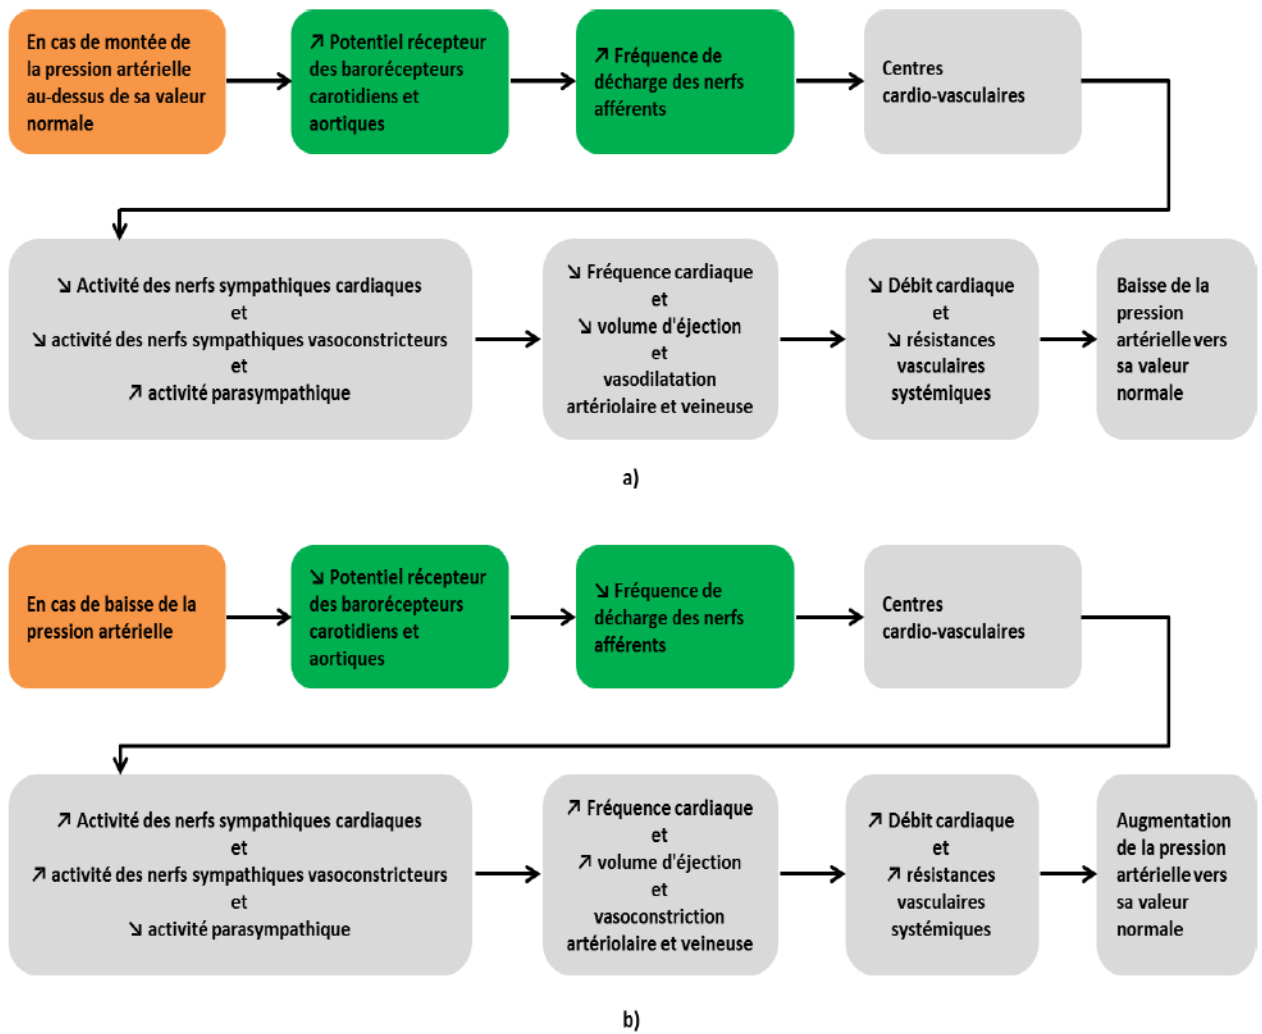 En cas de montée de
la pression artérielle
au-dessus de sa valeur
normale
↗ Potentiel récepteur
des barorécepteurs
carotidiens et
aortiques
↗ Fréquence de
décharge des nerfs
afférents
Centres
cardio-vasculaires
↘ Activité des nerfs sympathiques cardiaques
et
↘ activité des nerfs sympathiques vasoconstricteurs
et
↗ activité parasympathique
↘ Fréquence cardiaque
et
↘ volume d'éjection
et
vasodilatation
artériolaire et veineuse
↘ Débit cardiaque
et
↘ résistances
vasculaires
systémiques
Baisse de la
pression
artérielle vers
sa valeur
normale
a)
En cas de baisse de la
pression artérielle
↘ Potentiel récepteur
des barorécepteurs
carotidiens et
aortiques
↘ Fréquence de
décharge des nerfs
afférents
Centres
cardio-vasculaires
↗ Activité des nerfs sympathiques cardiaques
et
↗ activité des nerfs sympathiques vasoconstricteurs
et
↘ activité parasympathique
↗ Fréquence cardiaque
et
↗ volume d'éjection
et
vasoconstriction
artériolaire et veineuse
↗ Débit cardiaque
et
↗ résistances
vasculaires
systémiques
Augmentation
de la pression
artérielle vers
sa valeur
normale
b)